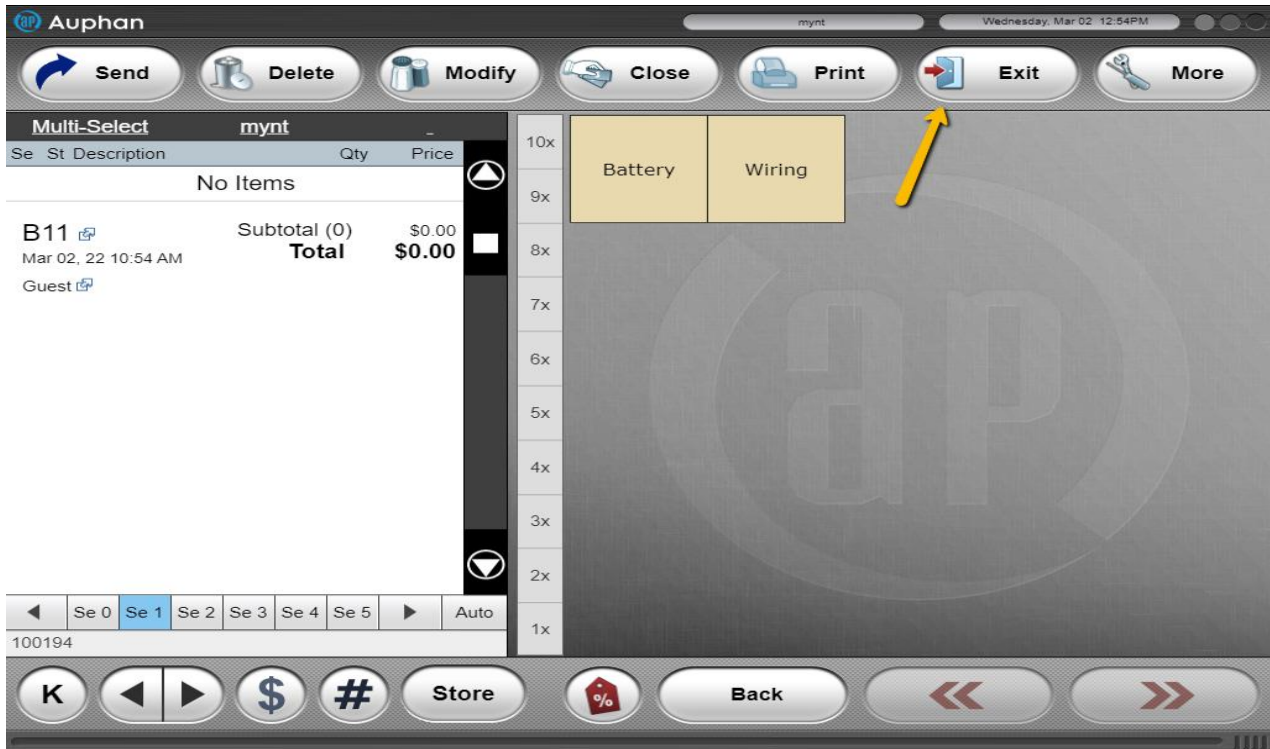 Auphan mynt Wednesday, Mar 02 12:54PM
Send Delete Modify Close Print Exit More
Multi-Select mynt -
Se St Description Qty Price
No Items
B11 Subtotal (0) $0.00
Mar 02, 22 10:54 AM Total $0.00
Guest
Se 0 Se 1 Se 2 Se 3 Se 4 Se 5 Auto
100194
10x
9x
8x
7x
6x
5x
4x
3x
2x
1x
Battery Wiring
ap
K $ # Store % Back